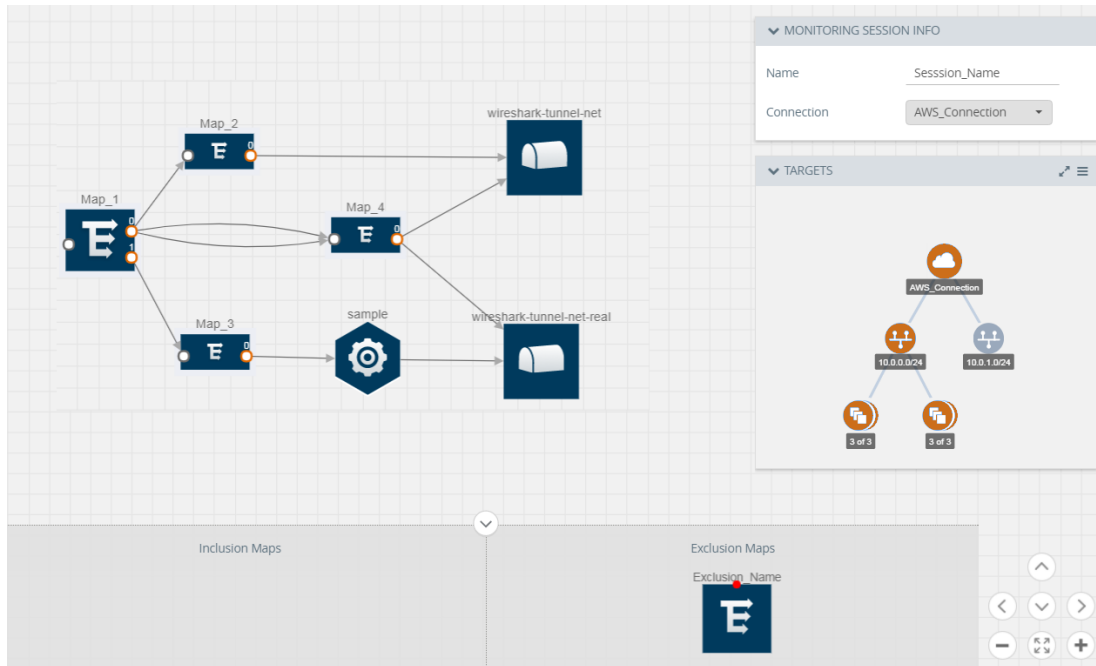 MONITORING SESSION INFO
Name Sesssion_Name
Connection AWS_Connection
TARGETS
AWS_Connection
10.0.0.0/24 10.0.1.0/24
3 of 3 3 of 3
wireshark-tunnel-net
Map_2
0
Map_1
0
1
Map_4
0
Map_3
0
sample
wireshark-tunnel-net-real
Inclusion Maps
Exclusion Maps
Exclusion_Name